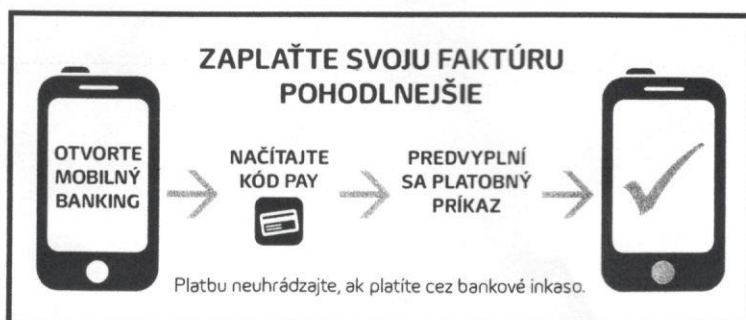 ZAPLAŤTE SVOJU FAKTÚRU
POHODLNEJŠIE
OTVORTE
MOBILNÝ
BANKING
NAČÍTAJTE
KÓD PAY
PREDVYPLNÍ
SA PLATOBNÝ
PRÍKAZ
Platbu neuhrádzajte, ak platíte cez bankové inkaso.